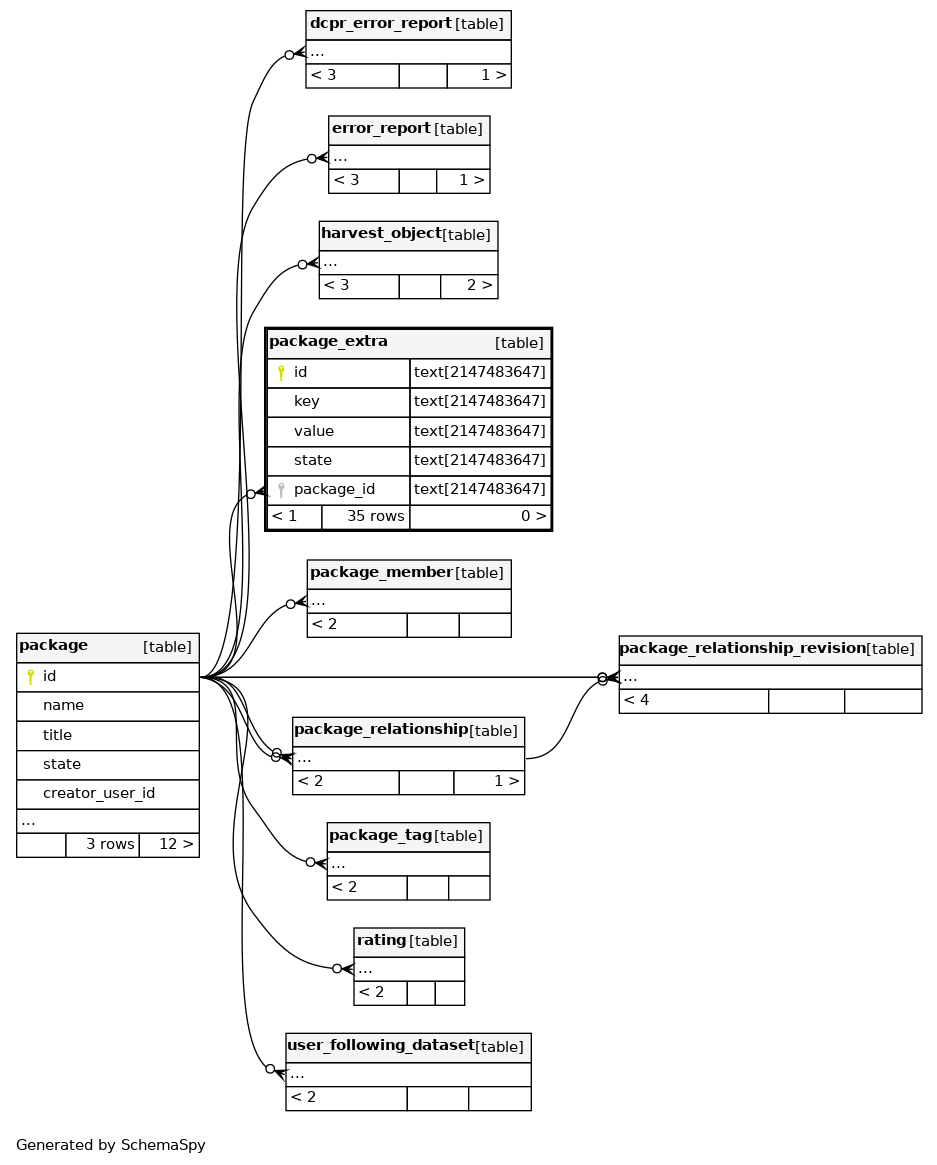 dcpr_error_report [table]
...
< 3 1 >
error_report [table]
...
< 3 1 >
harvest_object [table]
...
< 3 2 >
package_extra [table]
id text[2147483647]
key text[2147483647]
value text[2147483647]
state text[2147483647]
package_id text[2147483647]
< 1 35 rows 0 >
package_member [table]
...
< 2
package [table]
id
name
title
state
creator_user_id
...
3 rows 12 >
package_relationship_revision [table]
...
< 4
package_relationship [table]
...
< 2 1 >
package_tag [table]
...
< 2
rating [table]
...
< 2
user_following_dataset [table]
...
< 2
Generated by SchemaSpy